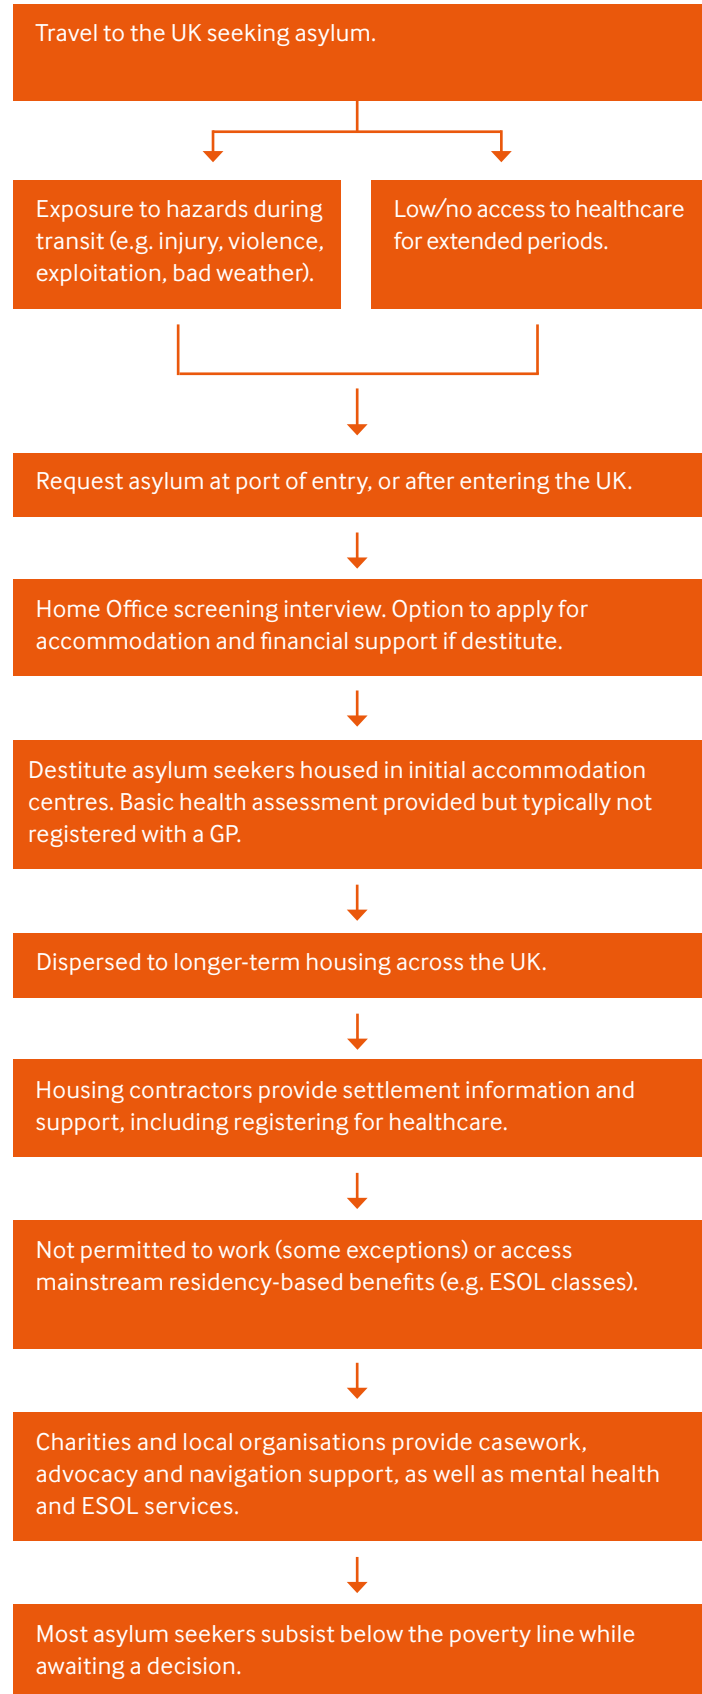 Travel to the UK seeking asylum.
Exposure to hazards during
transit (e.g. injury, violence,
exploitation, bad weather).
Low/no access to healthcare
for extended periods.
Request asylum at port of entry, or after entering the UK.
Home Office screening interview. Option to apply for
accommodation and financial support if destitute.
Destitute asylum seekers housed in initial accommodation
centres. Basic health assessment provided but typically not
registered with a GP.
Dispersed to longer-term housing across the UK.
Housing contractors provide settlement information and
support, including registering for healthcare.
Not permitted to work (some exceptions) or access
mainstream residency-based benefits (e.g. ESOL classes).
Charities and local organisations provide casework,
advocacy and navigation support, as well as mental health
and ESOL services.
Most asylum seekers subsist below the poverty line while
awaiting a decision.